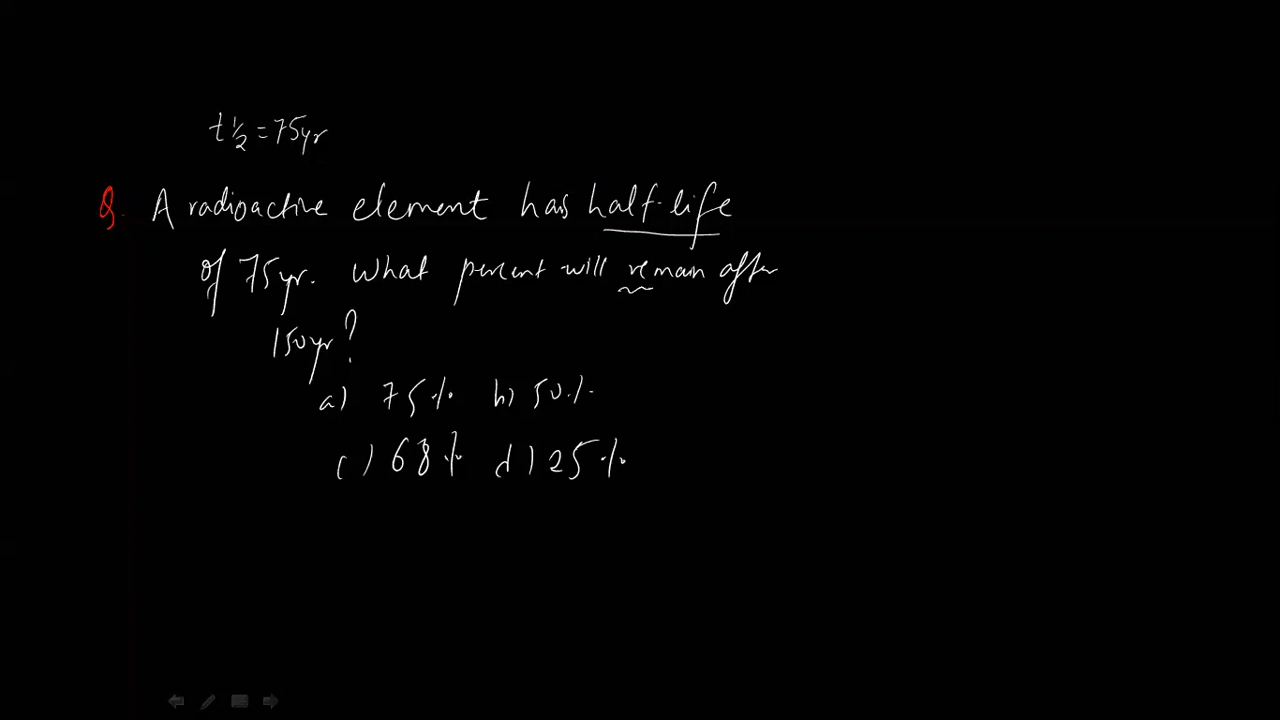 t½ = 75yr
Q. A radioactive element has half-life
of 75yr. What percent will remain after
150yr?
a) 75% b) 50%
c) 68% d) 25%